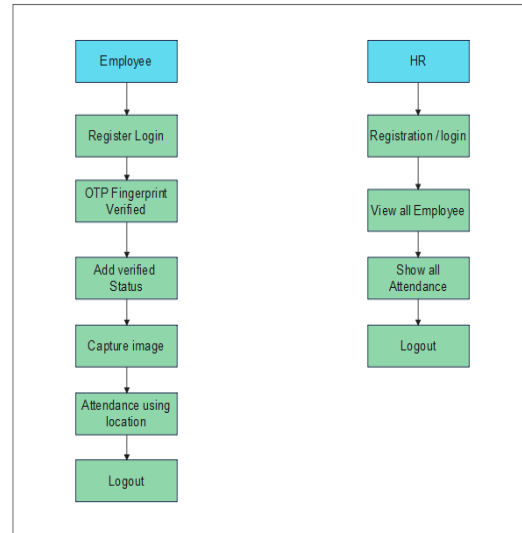 Employee
Register Login
OTP Fingerprint
Verified
Add verified
Status
Capture image
Attendance using
location
Logout
HR
Registration / login
View all Employee
Show all
Attendance
Logout